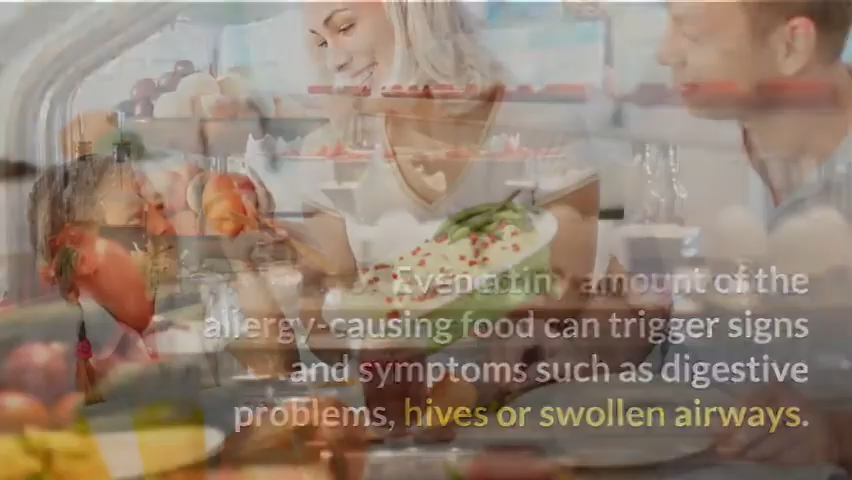 Even a tiny amount of the
allergy-causing food can trigger signs
and symptoms such as digestive
problems, hives or swollen airways.